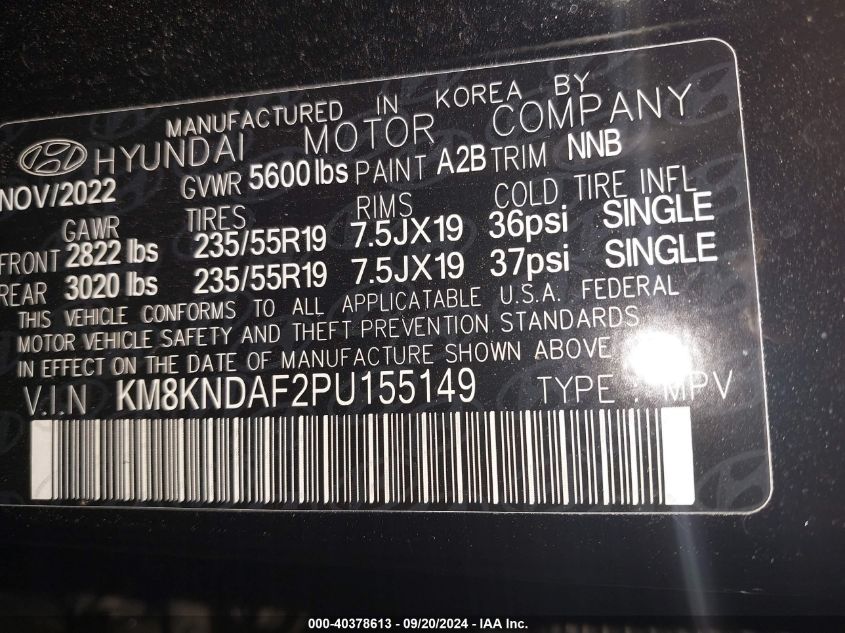 MANUFACTURED IN KOREA BY
HYUNDAI MOTOR COMPANY
NOV/2022 GVWR 5600 lbs PAINT A2B TRIM NNB
GAWR TIRES RIMS COLD TIRE INFL
FRONT 2822 lbs 235/55R19 7.5JX19 36psi SINGLE
REAR 3020 lbs 235/55R19 7.5JX19 37psi SINGLE
THIS VEHICLE CONFORMS TO ALL APPLICATABLE U.S.A. FEDERAL
MOTOR VEHICLE SAFETY AND THEFT PREVENTION STANDARDS
IN EFFECT ON THE DATE OF MANUFACTURE SHOWN ABOVE
V.I.N KM8KNDAF2PU155149 TYPE : MPV
000-40378613 - 09/20/2024 - IAA Inc.